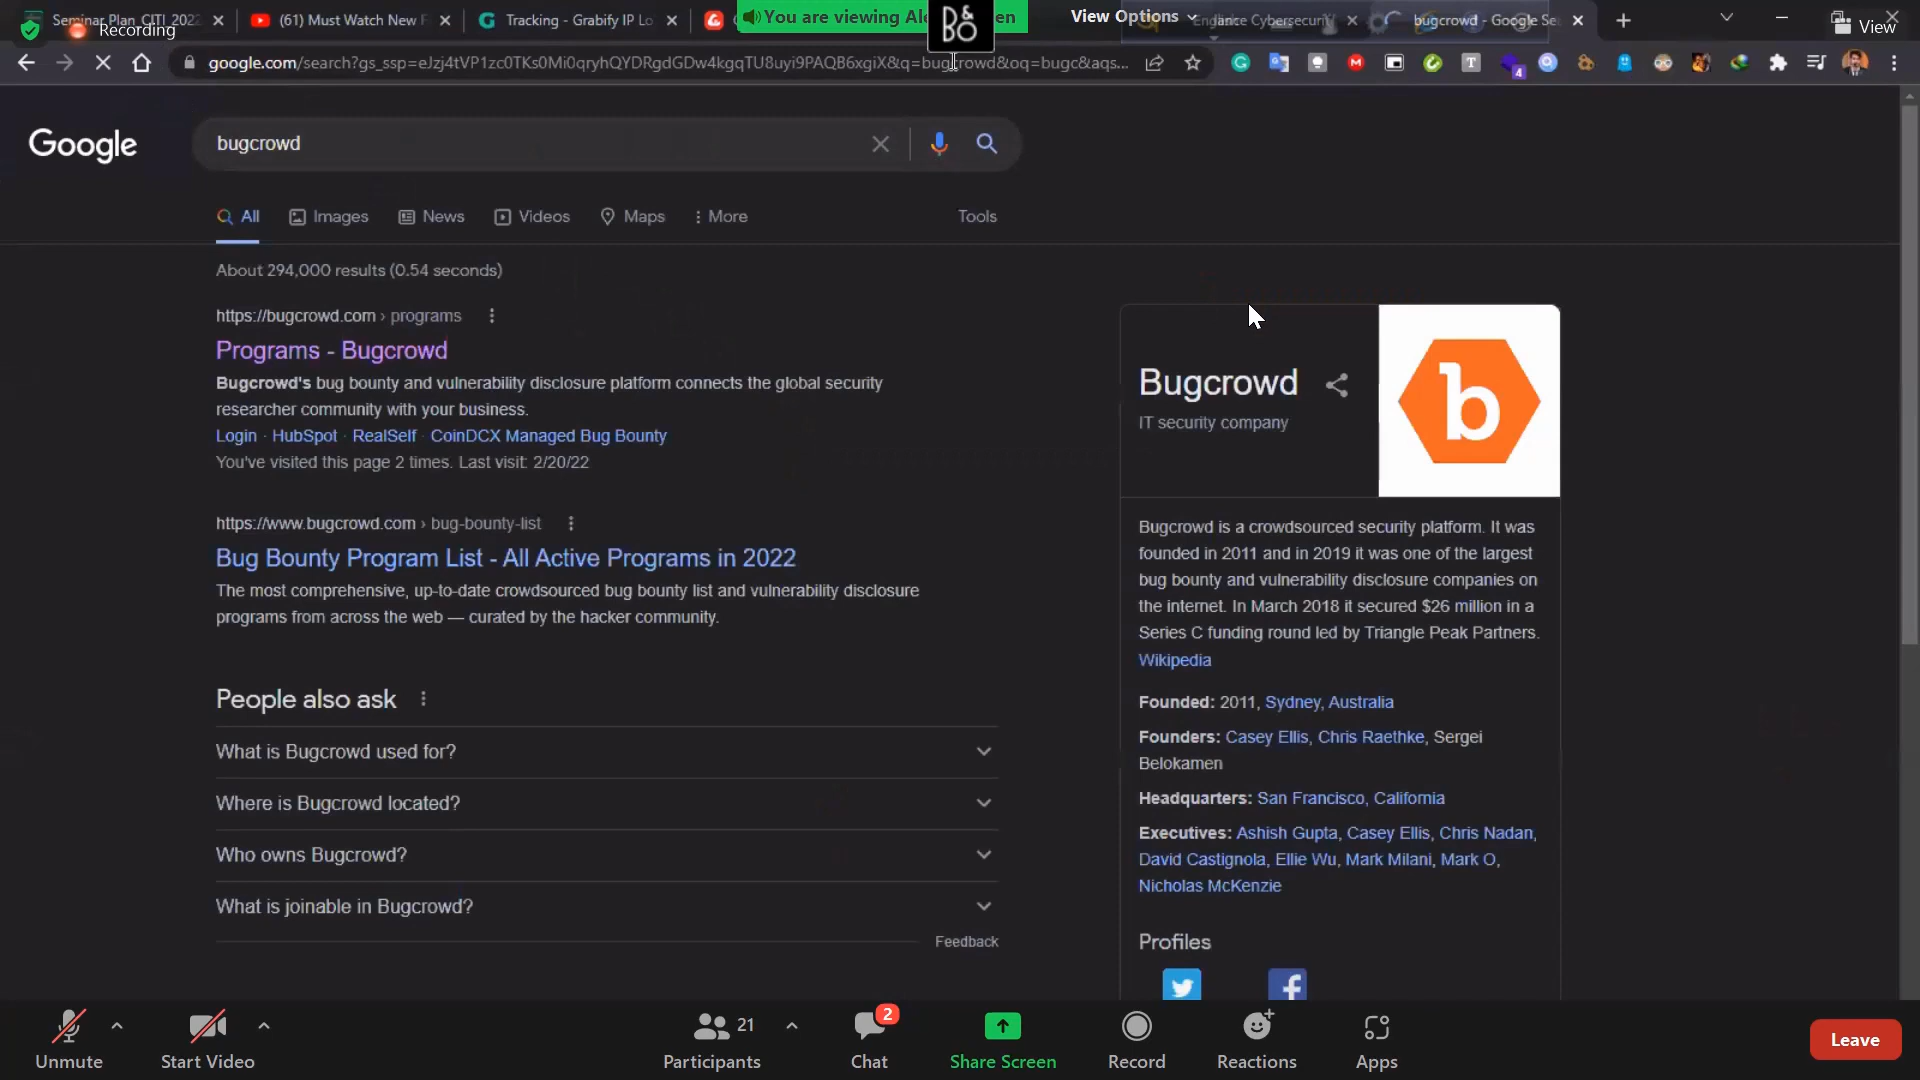 Seminar Plan_CITI_2022
(61) Must Watch New F
Tracking - Grabify IP Lo
You are viewing Al
en
View Options
bugcrowd - Google Se
Recording
View
google.com/search?gs_ssp=eJzj4tVP1zc0TKs0Mi0qryhQYDRgdGDw4kgqTU8uyi9PAQB6xgiX&q=bugcrowd&oq=bugc&aqs...
B&O
4
Google
bugcrowd
All
Images
News
Videos
Maps
More
Tools
About 294,000 results (0.54 seconds)
https://bugcrowd.com › programs
Programs - Bugcrowd
Bugcrowd's bug bounty and vulnerability disclosure platform connects the global security
researcher community with your business.
Login · HubSpot · RealSelf · CoinDCX Managed Bug Bounty
You've visited this page 2 times. Last visit: 2/20/22
https://www.bugcrowd.com › bug-bounty-list
Bug Bounty Program List - All Active Programs in 2022
The most comprehensive, up-to-date crowdsourced bug bounty list and vulnerability disclosure
programs from across the web — curated by the hacker community.
People also ask
What is Bugcrowd used for?
Where is Bugcrowd located?
Who owns Bugcrowd?
What is joinable in Bugcrowd?
Feedback
Bugcrowd
IT security company
b
Bugcrowd is a crowdsourced security platform. It was
founded in 2011 and in 2019 it was one of the largest
bug bounty and vulnerability disclosure companies on
the internet. In March 2018 it secured $26 million in a
Series C funding round led by Triangle Peak Partners.
Wikipedia
Founded: 2011, Sydney, Australia
Founders: Casey Ellis, Chris Raethke, Sergei
Belokamen
Headquarters: San Francisco, California
Executives: Ashish Gupta, Casey Ellis, Chris Nadan,
David Castignola, Ellie Wu, Mark Milani, Mark O,
Nicholas McKenzie
Profiles
Unmute
Start Video
21
Participants
2
Chat
Share Screen
Record
Reactions
Apps
Leave